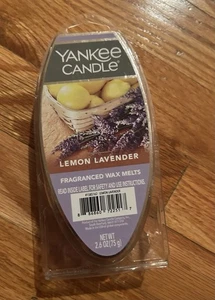 YANKEE
CANDLE®
LEMON LAVENDER
FRAGRANCED WAX MELTS
READ INSIDE LABEL FOR SAFETY AND USE INSTRUCTIONS.
NET WT
2.6 OZ (75 g)